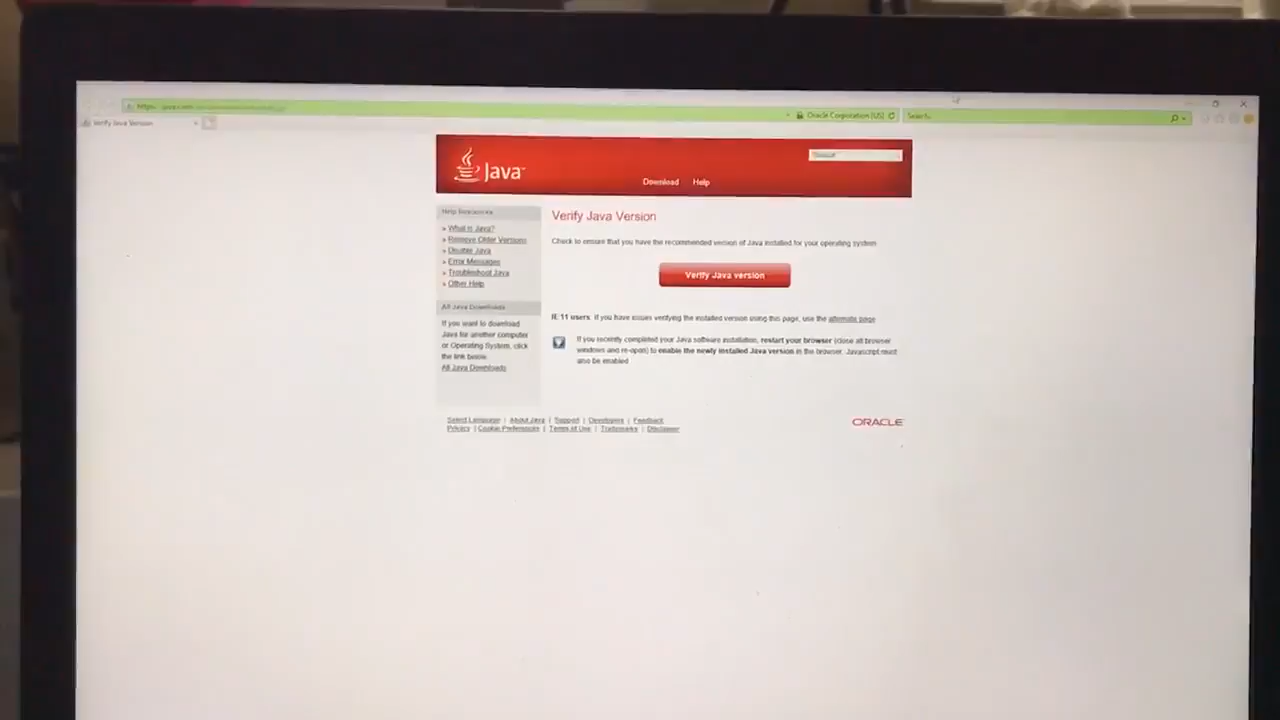 Oracle Corporation [US]
Search...
Verify Java Version
Java
Download Help
Help Resources
What is Java?
Remove Older Versions
Disable Java
Error Messages
Troubleshoot Java
Other Help
All Java Downloads
If you want to download
Java for another computer
or Operating System, click
the link below.
All Java Downloads
Verify Java Version
Check to ensure that you have the recommended version of Java installed for your operating system.
Verify Java version
IE 11 users: If you have issues verifying the installed version using this page, use the alternate page
If you recently completed your Java software installation, restart your browser (close all browser
windows and re-open) to enable the newly installed Java version in the browser. Javascript must
also be enabled.
Select Language | About Java | Support | Developers | Feedback
Privacy | Cookie Preferences | Terms of Use | Trademarks | Disclaimer
ORACLE